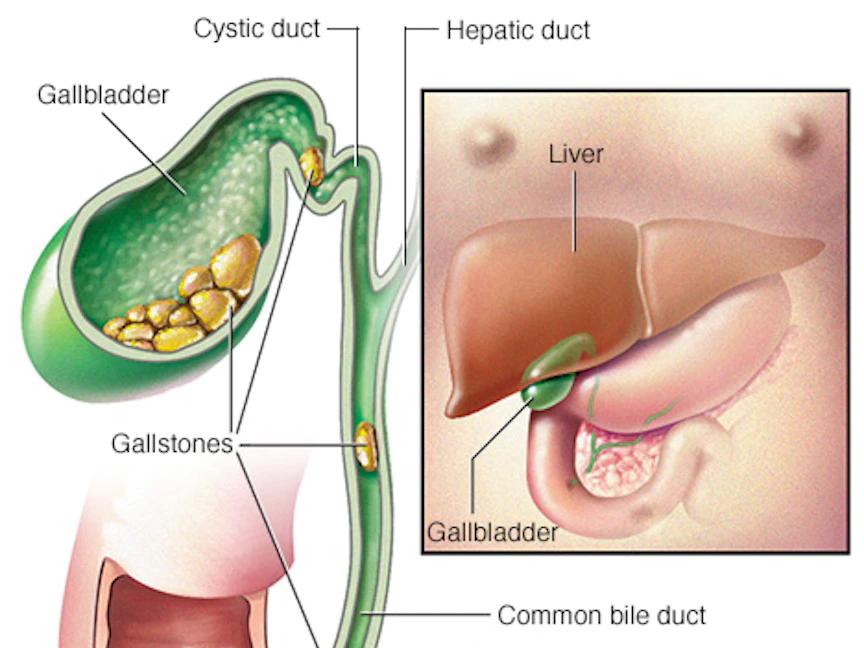 Cystic duct
Hepatic duct
Gallbladder
Liver
Gallstones
Gallbladder
Common bile duct